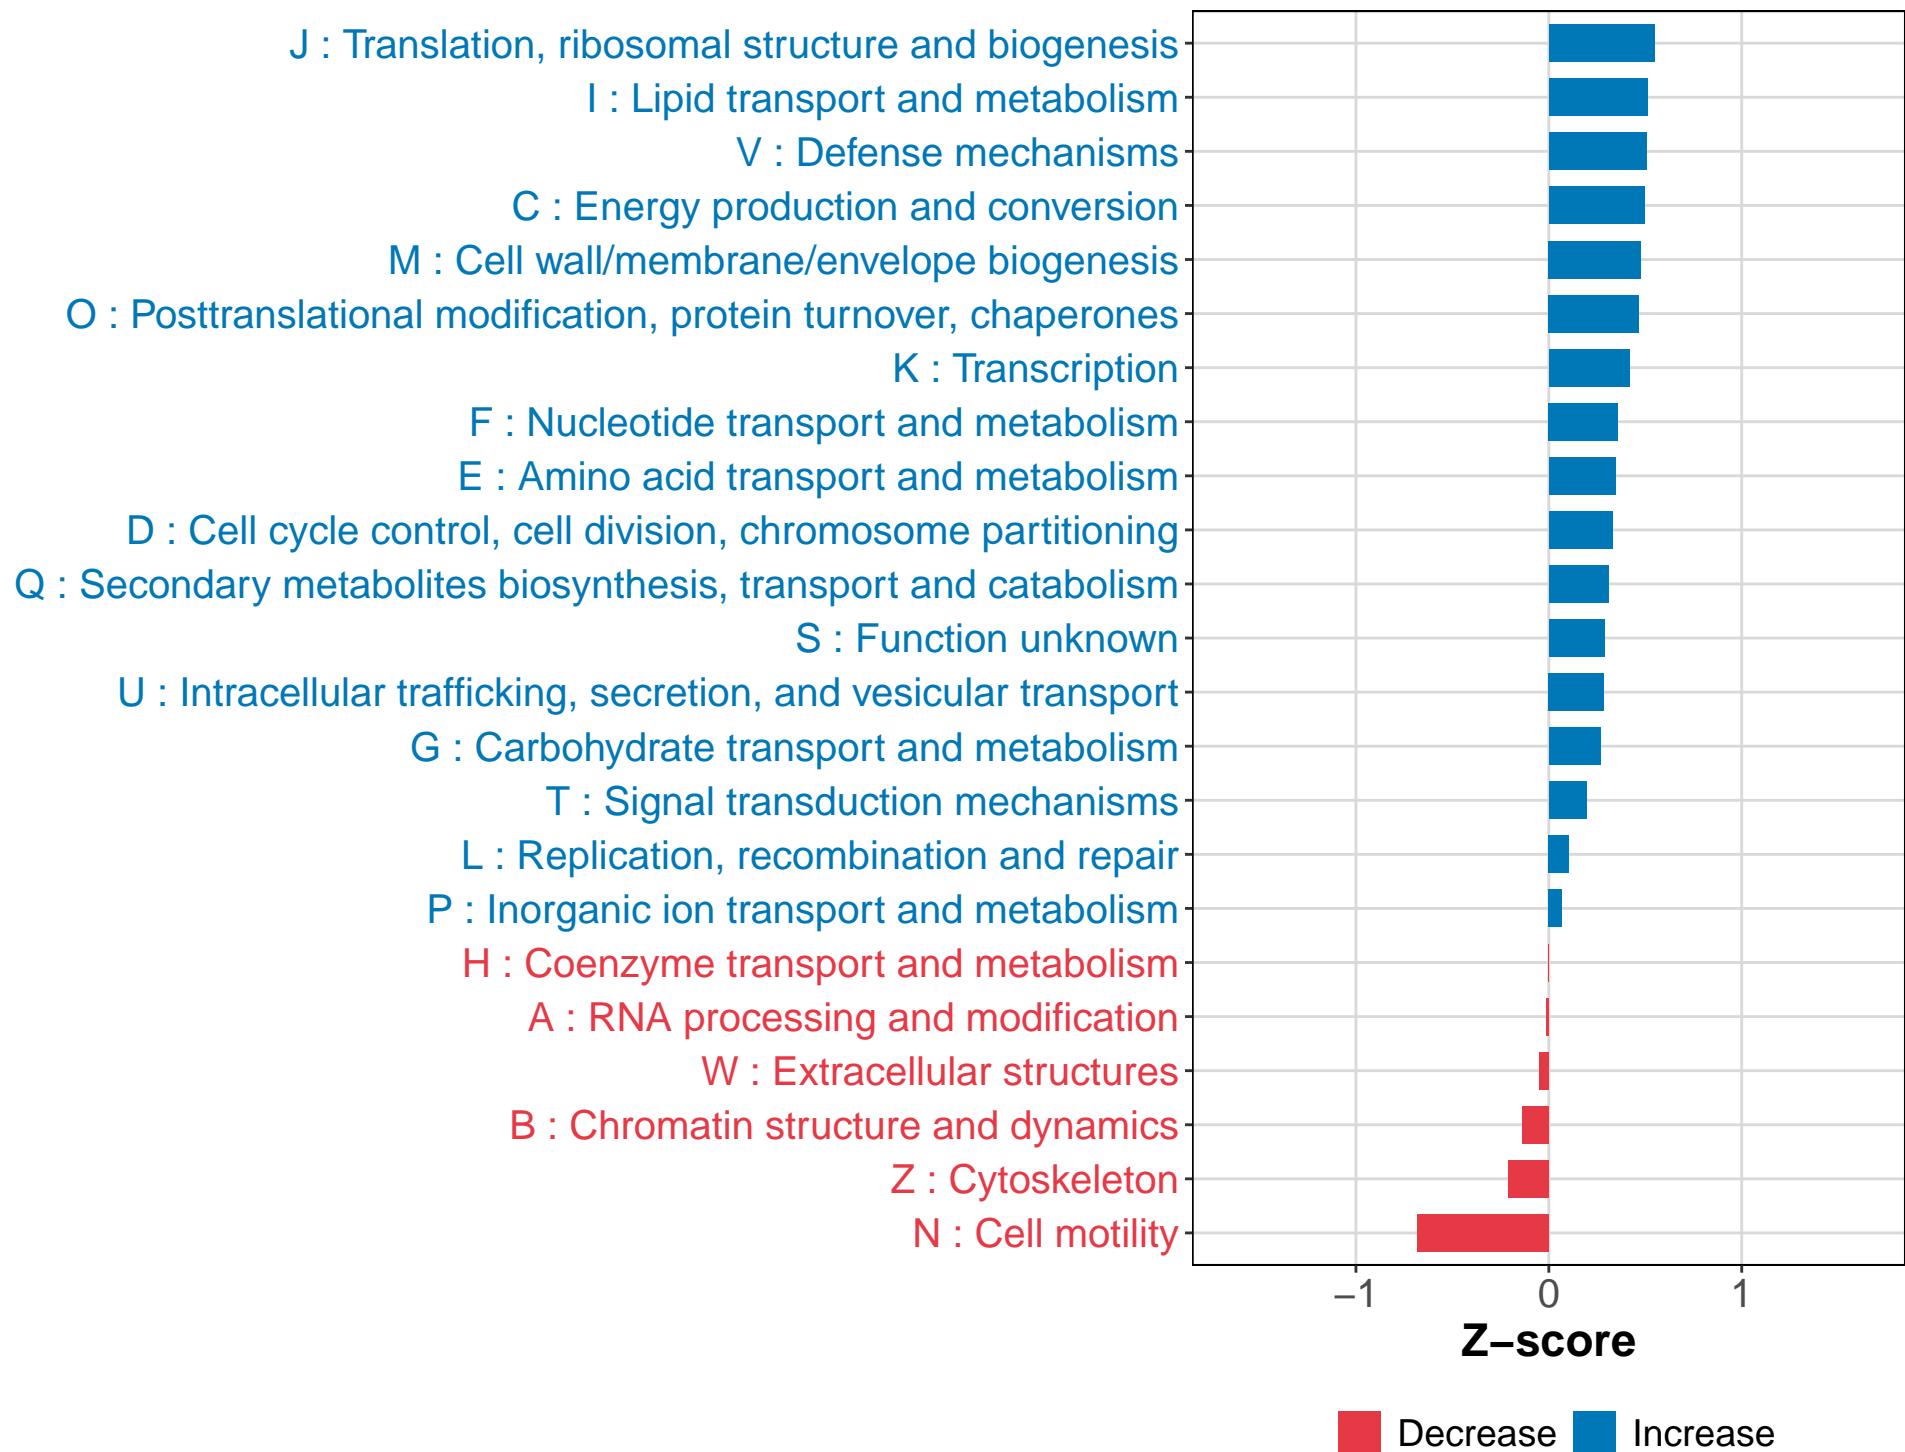 J : Translation, ribosomal structure and biogenesis
I : Lipid transport and metabolism
V : Defense mechanisms
C : Energy production and conversion
M : Cell wall/membrane/envelope biogenesis
O : Posttranslational modification, protein turnover, chaperones
K : Transcription
F : Nucleotide transport and metabolism
E : Amino acid transport and metabolism
D : Cell cycle control, cell division, chromosome partitioning
Q : Secondary metabolites biosynthesis, transport and catabolism
S : Function unknown
U : Intracellular trafficking, secretion, and vesicular transport
G : Carbohydrate transport and metabolism
T : Signal transduction mechanisms
L : Replication, recombination and repair
P : Inorganic ion transport and metabolism
H : Coenzyme transport and metabolism
A : RNA processing and modification
W : Extracellular structures
B : Chromatin structure and dynamics
Z : Cytoskeleton
N : Cell motility
−1 0 1
Z−score
Decrease Increase